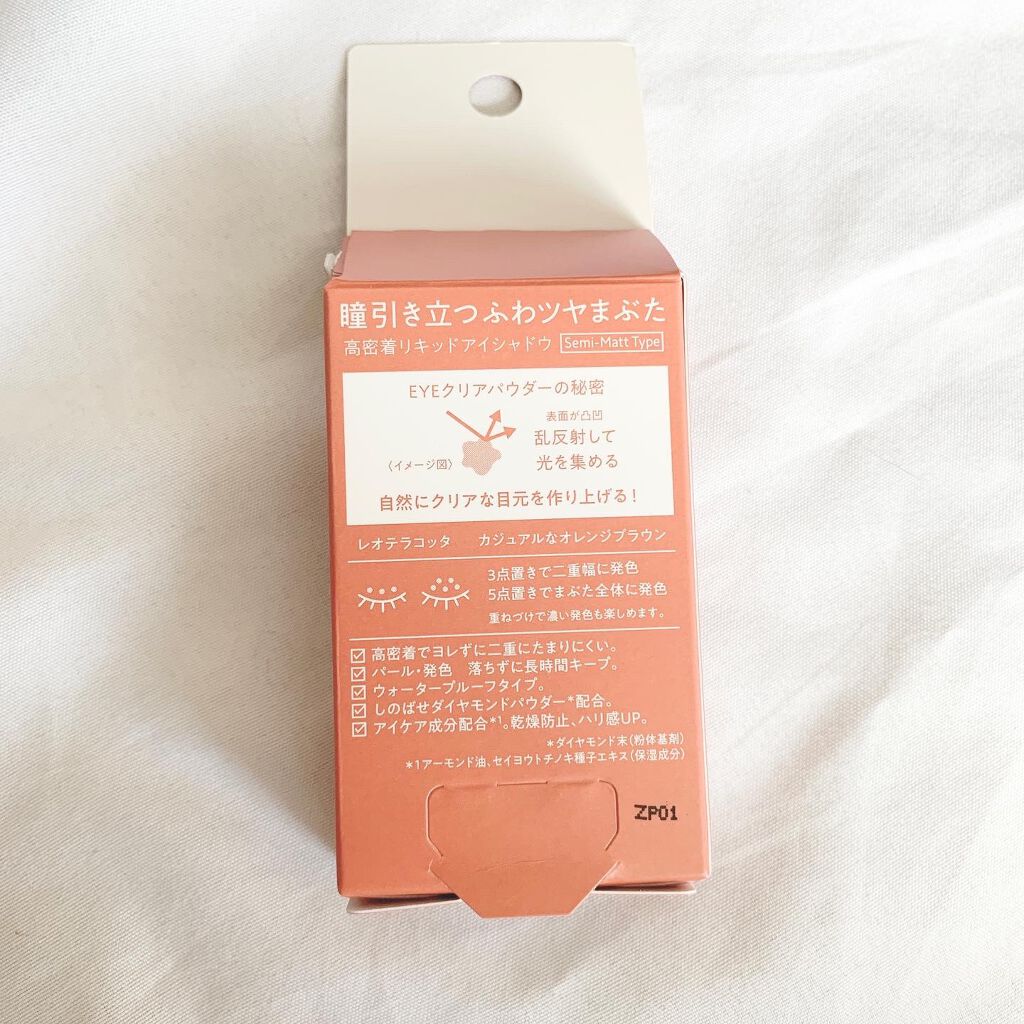 瞳引き立つふわツヤまぶた
高密着リキッドアイシャドウ Semi-Matt Type
EYEクリアパウダーの秘密
表面が凸凹
乱反射して
光を集める
〈イメージ図〉
自然にクリアな目元を作り上げる！
レオテラコッタ カジュアルなオレンジブラウン
3点置きで二重幅に発色
5点置きでまぶた全体に発色
重ねづけで濃い発色も楽しめます。
高密着でヨレずに二重にたまりにくい。
パール・発色 落ちずに長時間キープ。
ウォータープルーフタイプ。
しのばせダイヤモンドパウダー*配合。
アイケア成分配合*1。乾燥防止、ハリ感UP。
*ダイヤモンド末(粉体基剤)
*1アーモンド油、セイヨウトチノキ種子エキス(保湿成分)
ZP01